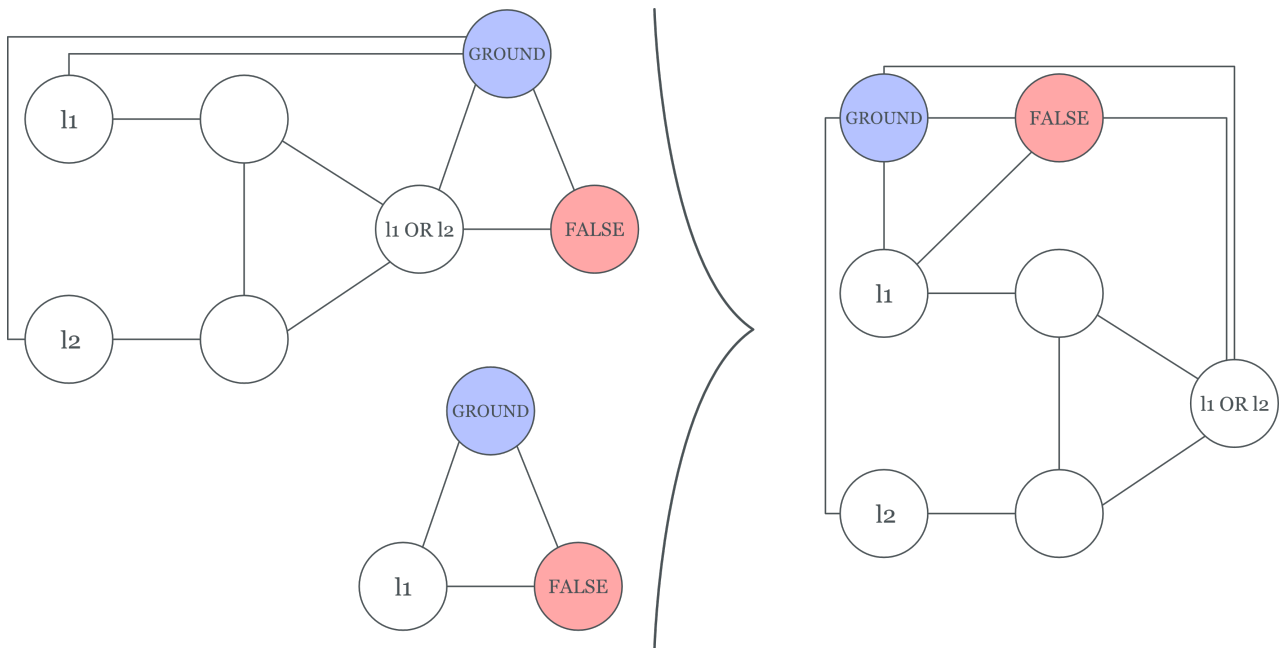 GROUND
l1
l1 OR l2
FALSE
l2
GROUND
l1
FALSE
GROUND
FALSE
l1
l1 OR l2
l2